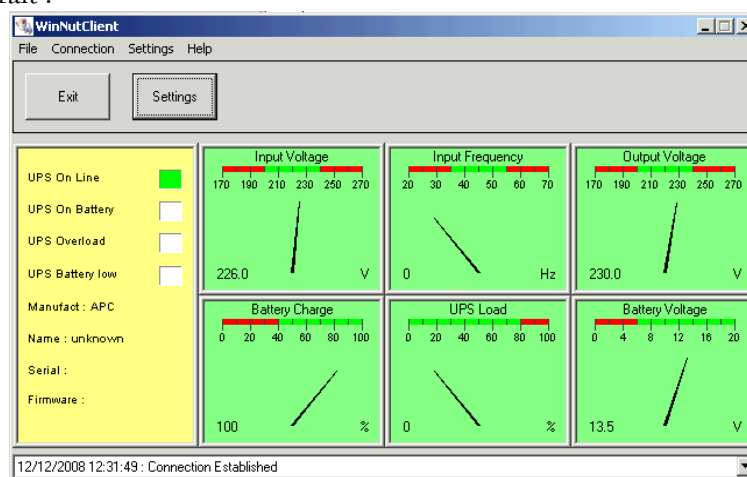 WinNutClient
File Connection Settings Help
Exit Settings
UPS On Line
UPS On Battery
UPS Overload
UPS Battery low
Manufact : APC
Name : unknown
Serial :
Firmware :
Input Voltage
170 190 210 230 250 270
226.0 V
Input Frequency
20 30 40 50 60 70
0 Hz
Output Voltage
170 190 210 230 250 270
230.0 V
Battery Charge
0 20 40 60 80 100
100 %
UPS Load
0 20 40 60 80 100
0 %
Battery Voltage
0 4 8 12 16 20
13.5 V
12/12/2008 12:31:49 : Connection Established